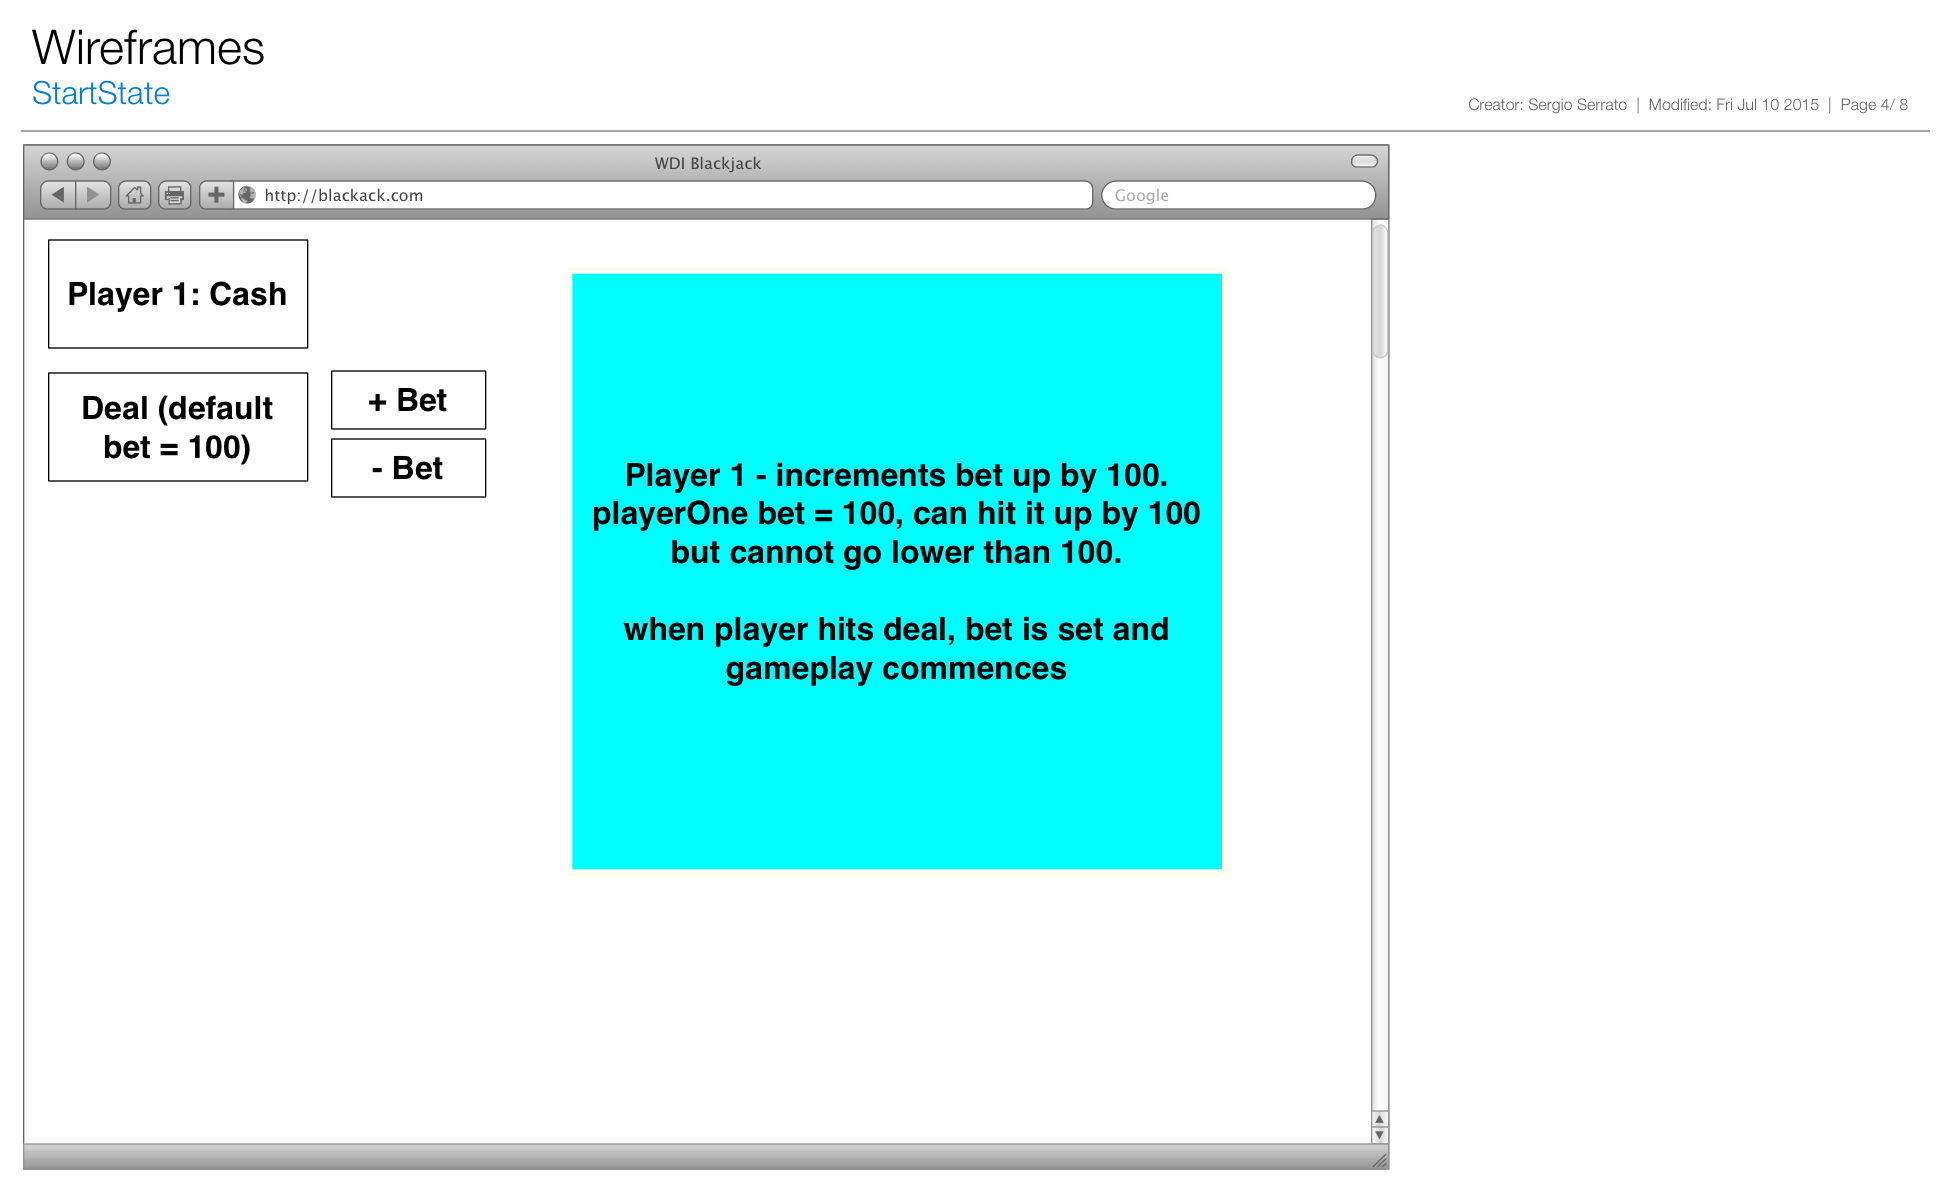 Wireframes
StartState
Creator: Sergio Serrato | Modified: Fri Jul 10 2015 | Page 4/ 8
WDI Blackjack
http://blackack.com
Google
Player 1: Cash
Deal (default
bet = 100)
+ Bet
- Bet
Player 1 - increments bet up by 100.
playerOne bet = 100, can hit it up by 100
but cannot go lower than 100.
when player hits deal, bet is set and
gameplay commences